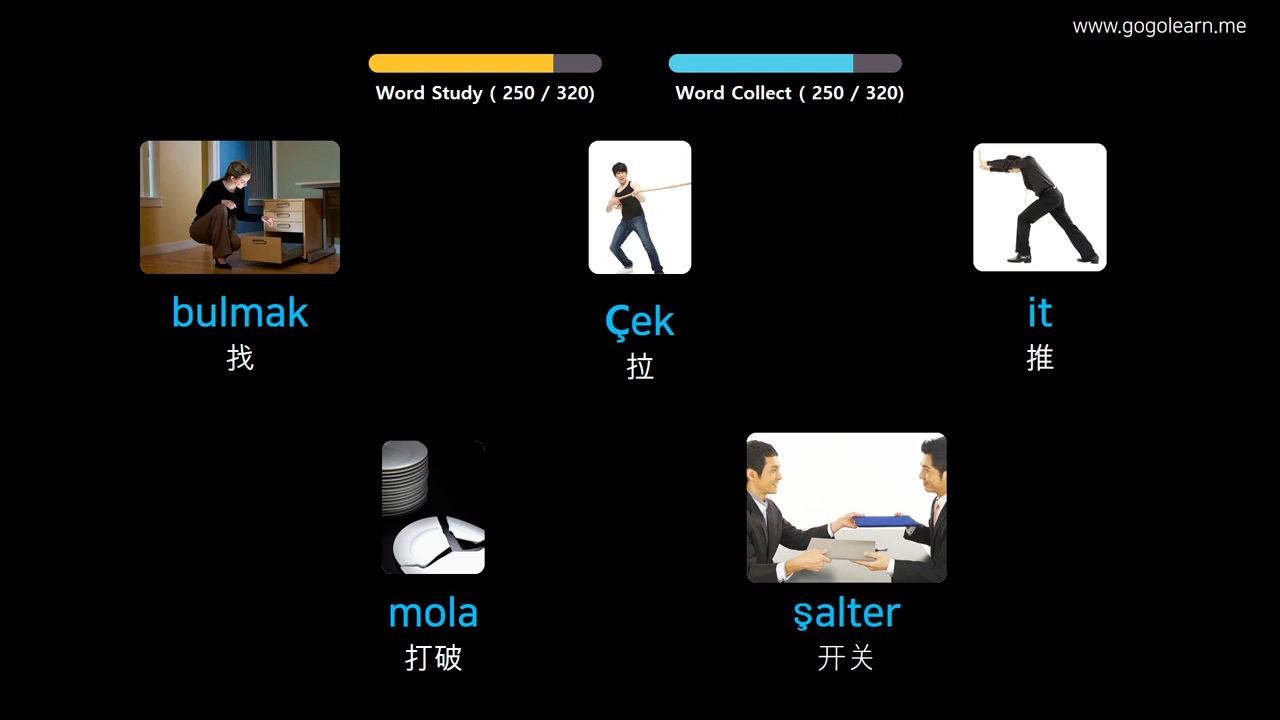 www.gogolearn.me
Word Study ( 250 / 320)
Word Collect ( 250 / 320)
bulmak
找
Çek
拉
it
推
mola
打破
şalter
开关